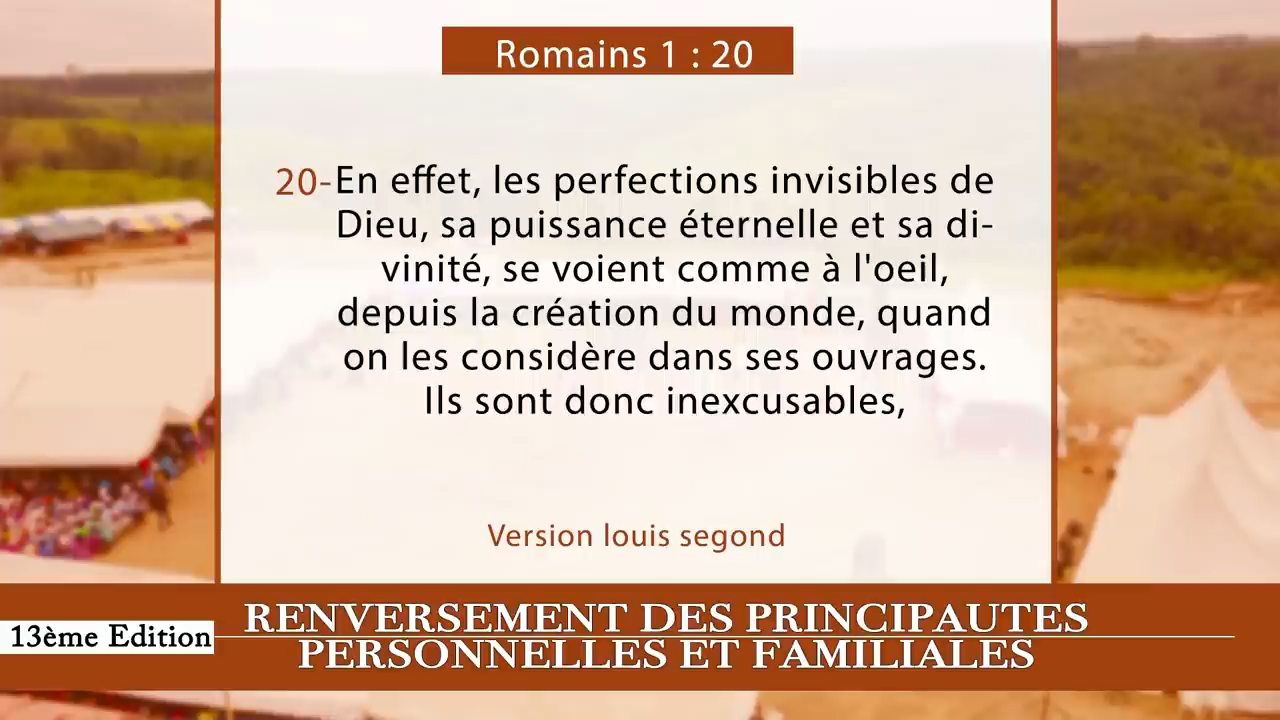 Romains 1 : 20
20-En effet, les perfections invisibles de
Dieu, sa puissance éternelle et sa di-
vinité, se voient comme à l'oeil,
depuis la création du monde, quand
on les considère dans ses ouvrages.
Ils sont donc inexcusables,
Version louis segond
13ème Edition
RENVERSEMENT DES PRINCIPAUTES
PERSONNELLES ET FAMILIALES